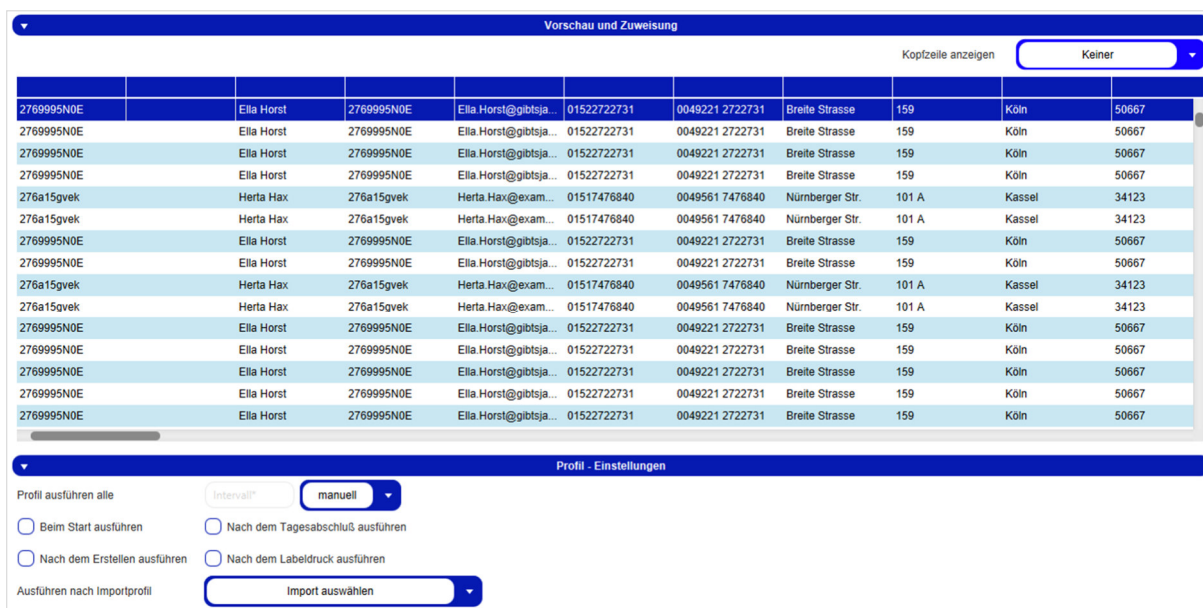 Vorschau und Zuweisung
Kopfzeile anzeigen Keiner
2769995N0E Ella Horst 2769995N0E Ella.Horst@gibtsja... 01522722731 0049221 2722731 Breite Strasse 159 Köln 50667
2769995N0E Ella Horst 2769995N0E Ella.Horst@gibtsja... 01522722731 0049221 2722731 Breite Strasse 159 Köln 50667
2769995N0E Ella Horst 2769995N0E Ella.Horst@gibtsja... 01522722731 0049221 2722731 Breite Strasse 159 Köln 50667
2769995N0E Ella Horst 2769995N0E Ella.Horst@gibtsja... 01522722731 0049221 2722731 Breite Strasse 159 Köln 50667
276a15gvek Herta Hax 276a15gvek Herta.Hax@exam... 01517476840 0049561 7476840 Nürnberger Str. 101 A Kassel 34123
276a15gvek Herta Hax 276a15gvek Herta.Hax@exam... 01517476840 0049561 7476840 Nürnberger Str. 101 A Kassel 34123
2769995N0E Ella Horst 2769995N0E Ella.Horst@gibtsja... 01522722731 0049221 2722731 Breite Strasse 159 Köln 50667
2769995N0E Ella Horst 2769995N0E Ella.Horst@gibtsja... 01522722731 0049221 2722731 Breite Strasse 159 Köln 50667
276a15gvek Herta Hax 276a15gvek Herta.Hax@exam... 01517476840 0049561 7476840 Nürnberger Str. 101 A Kassel 34123
276a15gvek Herta Hax 276a15gvek Herta.Hax@exam... 01517476840 0049561 7476840 Nürnberger Str. 101 A Kassel 34123
2769995N0E Ella Horst 2769995N0E Ella.Horst@gibtsja... 01522722731 0049221 2722731 Breite Strasse 159 Köln 50667
2769995N0E Ella Horst 2769995N0E Ella.Horst@gibtsja... 01522722731 0049221 2722731 Breite Strasse 159 Köln 50667
2769995N0E Ella Horst 2769995N0E Ella.Horst@gibtsja... 01522722731 0049221 2722731 Breite Strasse 159 Köln 50667
2769995N0E Ella Horst 2769995N0E Ella.Horst@gibtsja... 01522722731 0049221 2722731 Breite Strasse 159 Köln 50667
2769995N0E Ella Horst 2769995N0E Ella.Horst@gibtsja... 01522722731 0049221 2722731 Breite Strasse 159 Köln 50667
Profil - Einstellungen
Profil ausführen alle Intervall* manuell
Beim Start ausführen Nach dem Tagesabschluß ausführen
Nach dem Erstellen ausführen Nach dem Labeldruck ausführen
Ausführen nach Importprofil Import auswählen